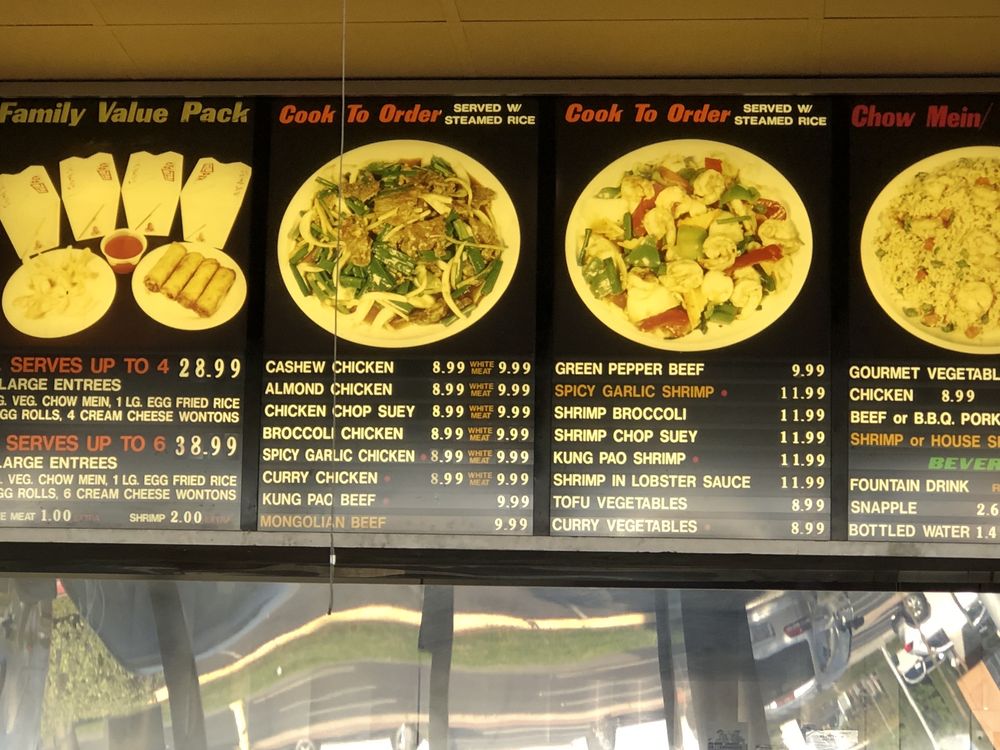 Family Value Pack
SERVES UP TO 4 28.99
LARGE ENTREES
VEG. CHOW MEIN, 1 LG. EGG FRIED RICE
GG ROLLS, 4 CREAM CHEESE WONTONS
SERVES UP TO 6 38.99
LARGE ENTREES
VEG. CHOW MEIN, 1 LG. EGG FRIED RICE
GG ROLLS, 6 CREAM CHEESE WONTONS
E MEAT 1.00 EXTRA SHRIMP 2.00 EXTRA
Cook To Order SERVED W/
STEAMED RICE
CASHEW CHICKEN 8.99 WHITE MEAT 9.99
ALMOND CHICKEN 8.99 WHITE MEAT 9.99
CHICKEN CHOP SUEY 8.99 WHITE MEAT 9.99
BROCCOLI CHICKEN 8.99 WHITE MEAT 9.99
SPICY GARLIC CHICKEN 8.99 WHITE MEAT 9.99
CURRY CHICKEN 8.99 WHITE MEAT 9.99
KUNG PAO BEEF 9.99
MONGOLIAN BEEF 9.99
Cook To Order SERVED W/
STEAMED RICE
GREEN PEPPER BEEF 9.99
SPICY GARLIC SHRIMP 11.99
SHRIMP BROCCOLI 11.99
SHRIMP CHOP SUEY 11.99
KUNG PAO SHRIMP 11.99
SHRIMP IN LOBSTER SAUCE 11.99
TOFU VEGETABLES 8.99
CURRY VEGETABLES 8.99
Chow Mein/
GOURMET VEGETABL
CHICKEN 8.99
BEEF or B.B.Q. PORK
SHRIMP or HOUSE S
BEVER
FOUNTAIN DRINK
SNAPPLE 2.6
BOTTLED WATER 1.4